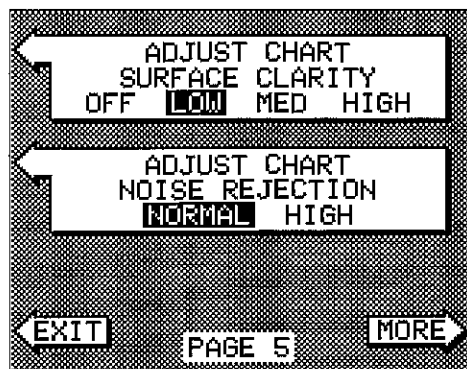 ADJUST CHART
SURFACE CLARITY
OFF LOW MED HIGH
ADJUST CHART
NOISE REJECTION
NORMAL HIGH
EXIT
MORE
PAGE 5